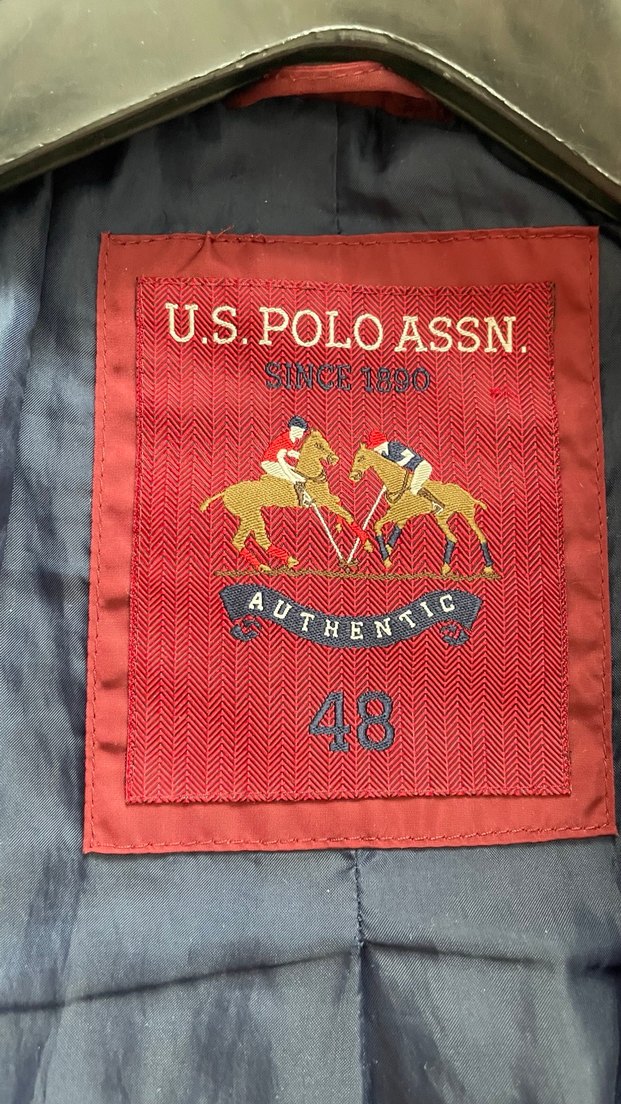 U.S. POLO ASSN.
SINCE 1890
AUTHENTIC
48